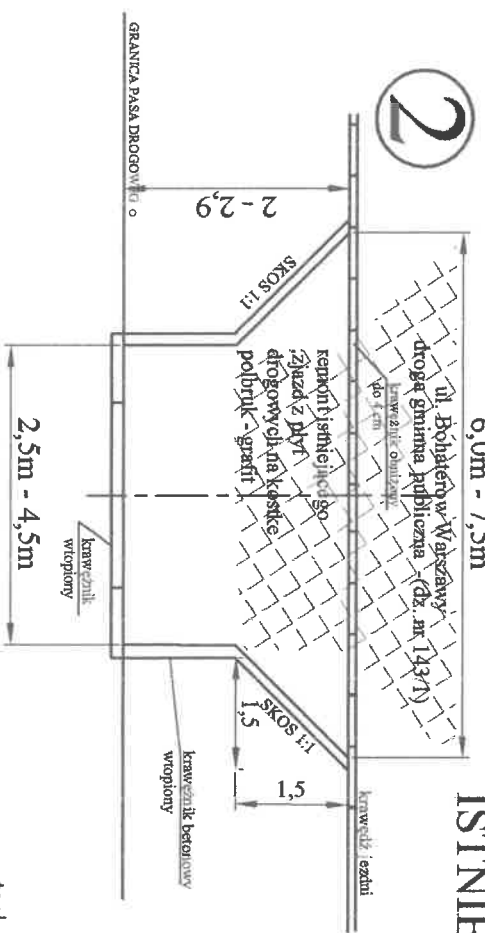 2
ISTNIE
6,0m - 7,5m
ul. Bohaterów Warszawy
droga gminna publiczna -(dz. nr 143/1)
krawężnik obniżony
do 4 cm
krawędź jezdni
remont istniejącego
zjazd z płyt
drogowych na kostkę
polbruk - grafit
SKOS 1:1
SKOS 1:1
2 - 2,9
1,5
1,5
GRANICA PASA DROGOWEGO
krawężnik
wtopiony
krawężnik betonowy
wtopiony
2,5m - 4,5m